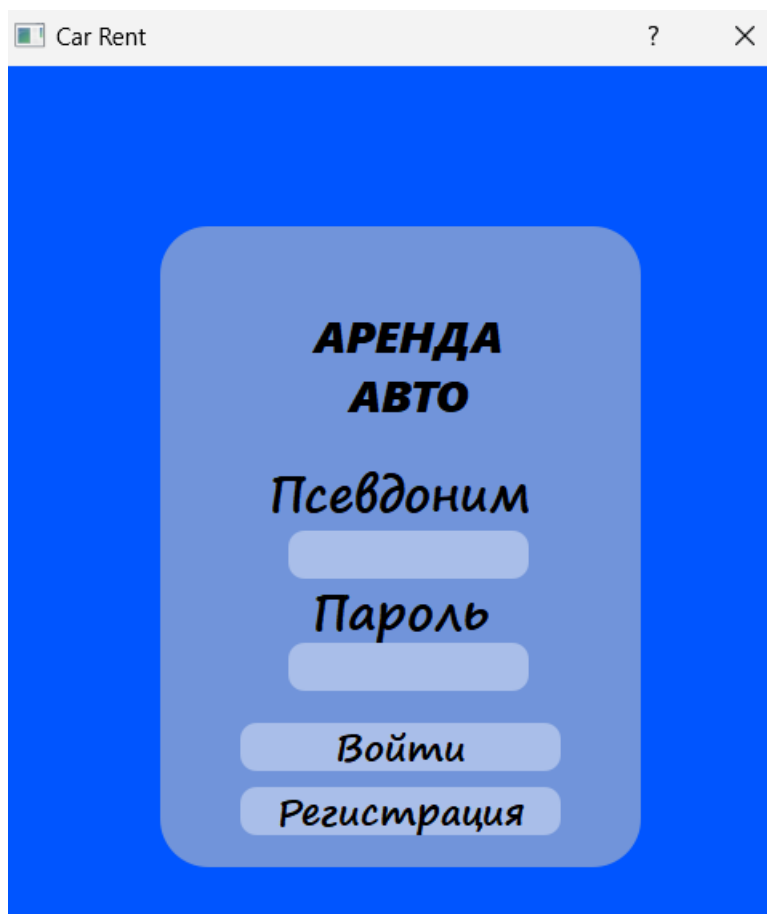 Car Rent ?
АРЕНДА
АВТО
Псевдоним
Пароль
Войти
Регистрация